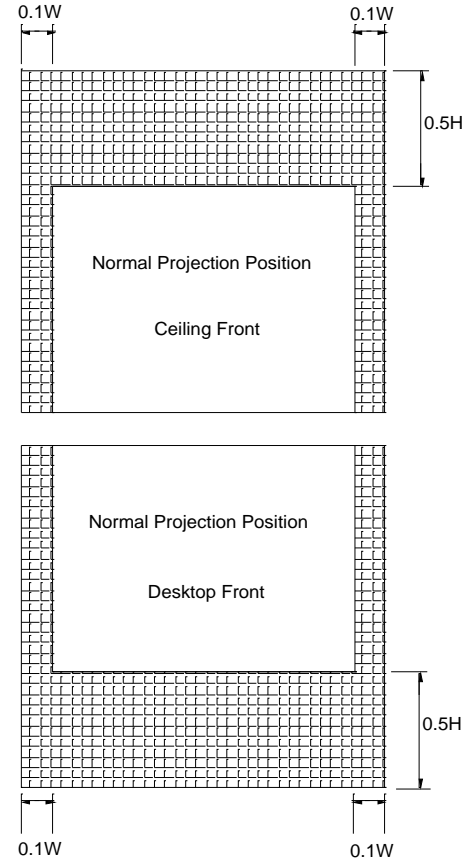 0.1W
0.1W
0.5H
Normal Projection Position
Ceiling Front
Normal Projection Position
Desktop Front
0.5H
0.1W
0.1W